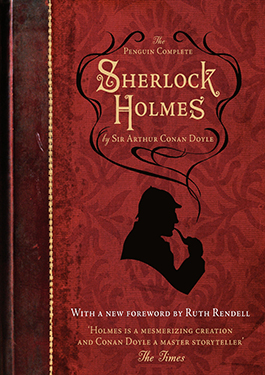 The
Penguin Complete
Sherlock
Holmes
by Sir Arthur Conan Doyle
With a new foreword by Ruth Rendell
'Holmes is a mesmerizing creation
and Conan Doyle a master storyteller'
The Times